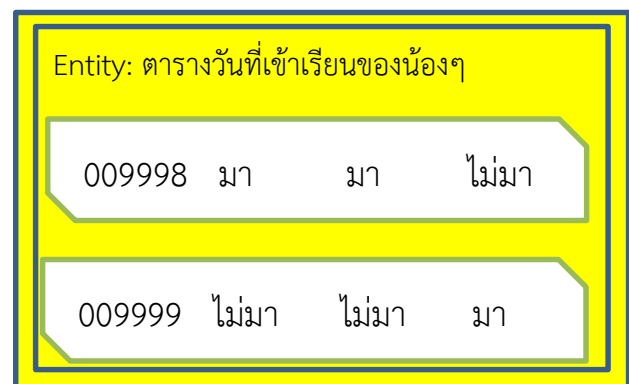 Entity: ตารางวันที่เข้าเรียนของน้องๆ
009998 มา มา ไม่มา
009999 ไม่มา ไม่มา มา